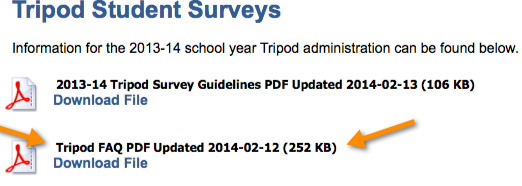 Tripod Student Surveys
Information for the 2013-14 school year Tripod administration can be found below.
2013-14 Tripod Survey Guidelines PDF Updated 2014-02-13 (106 KB)
Download File
Tripod FAQ PDF Updated 2014-02-12 (252 KB)
Download File